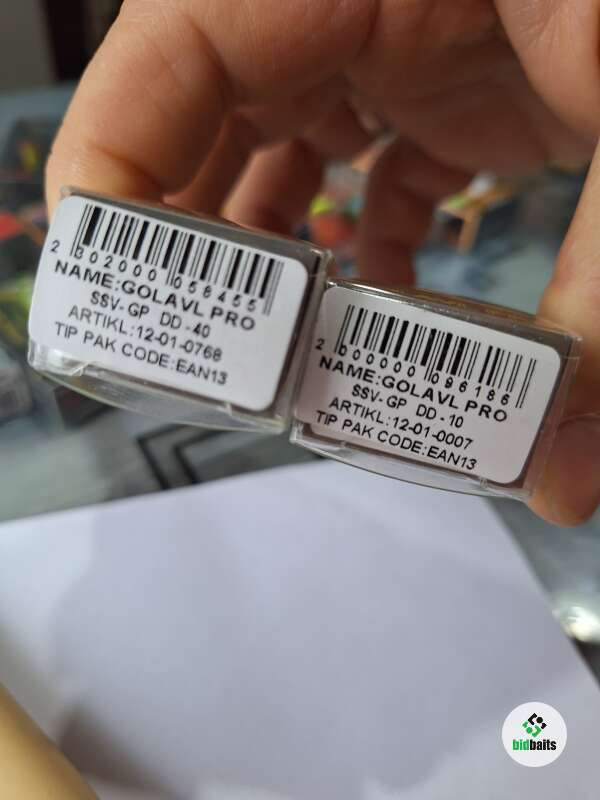 2 302000 058455
NAME:GOLAVL PRO
SSV-GP DD-40
ARTIKL:12-01-0768
TIP PAK CODE:EAN13
2 000000 096186
NAME:GOLAVL PRO
SSV-GP DD-10
ARTIKL:12-01-0007
TIP PAK CODE:EAN13
bidbaits